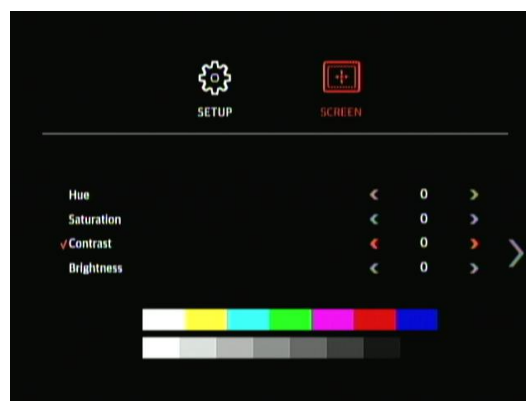 SETUP SCREEN
Hue 0
Saturation 0
Contrast 0
Brightness 0